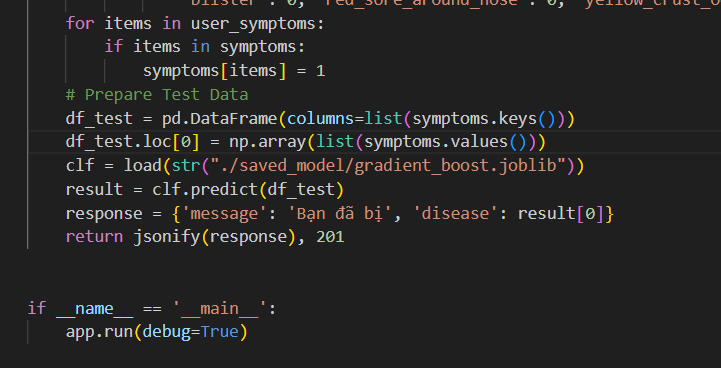 blister': 0, 'red_sore_around_nose': 0, 'yellow_crust_o
for items in user_symptoms:
if items in symptoms:
symptoms[items] = 1
# Prepare Test Data
df_test = pd.DataFrame(columns=list(symptoms.keys()))
df_test.loc[0] = np.array(list(symptoms.values()))
clf = load(str("./saved_model/gradient_boost.joblib"))
result = clf.predict(df_test)
response = {'message': 'Bạn đã bị', 'disease': result[0]}
return jsonify(response), 201
if __name__ == '__main__':
app.run(debug=True)